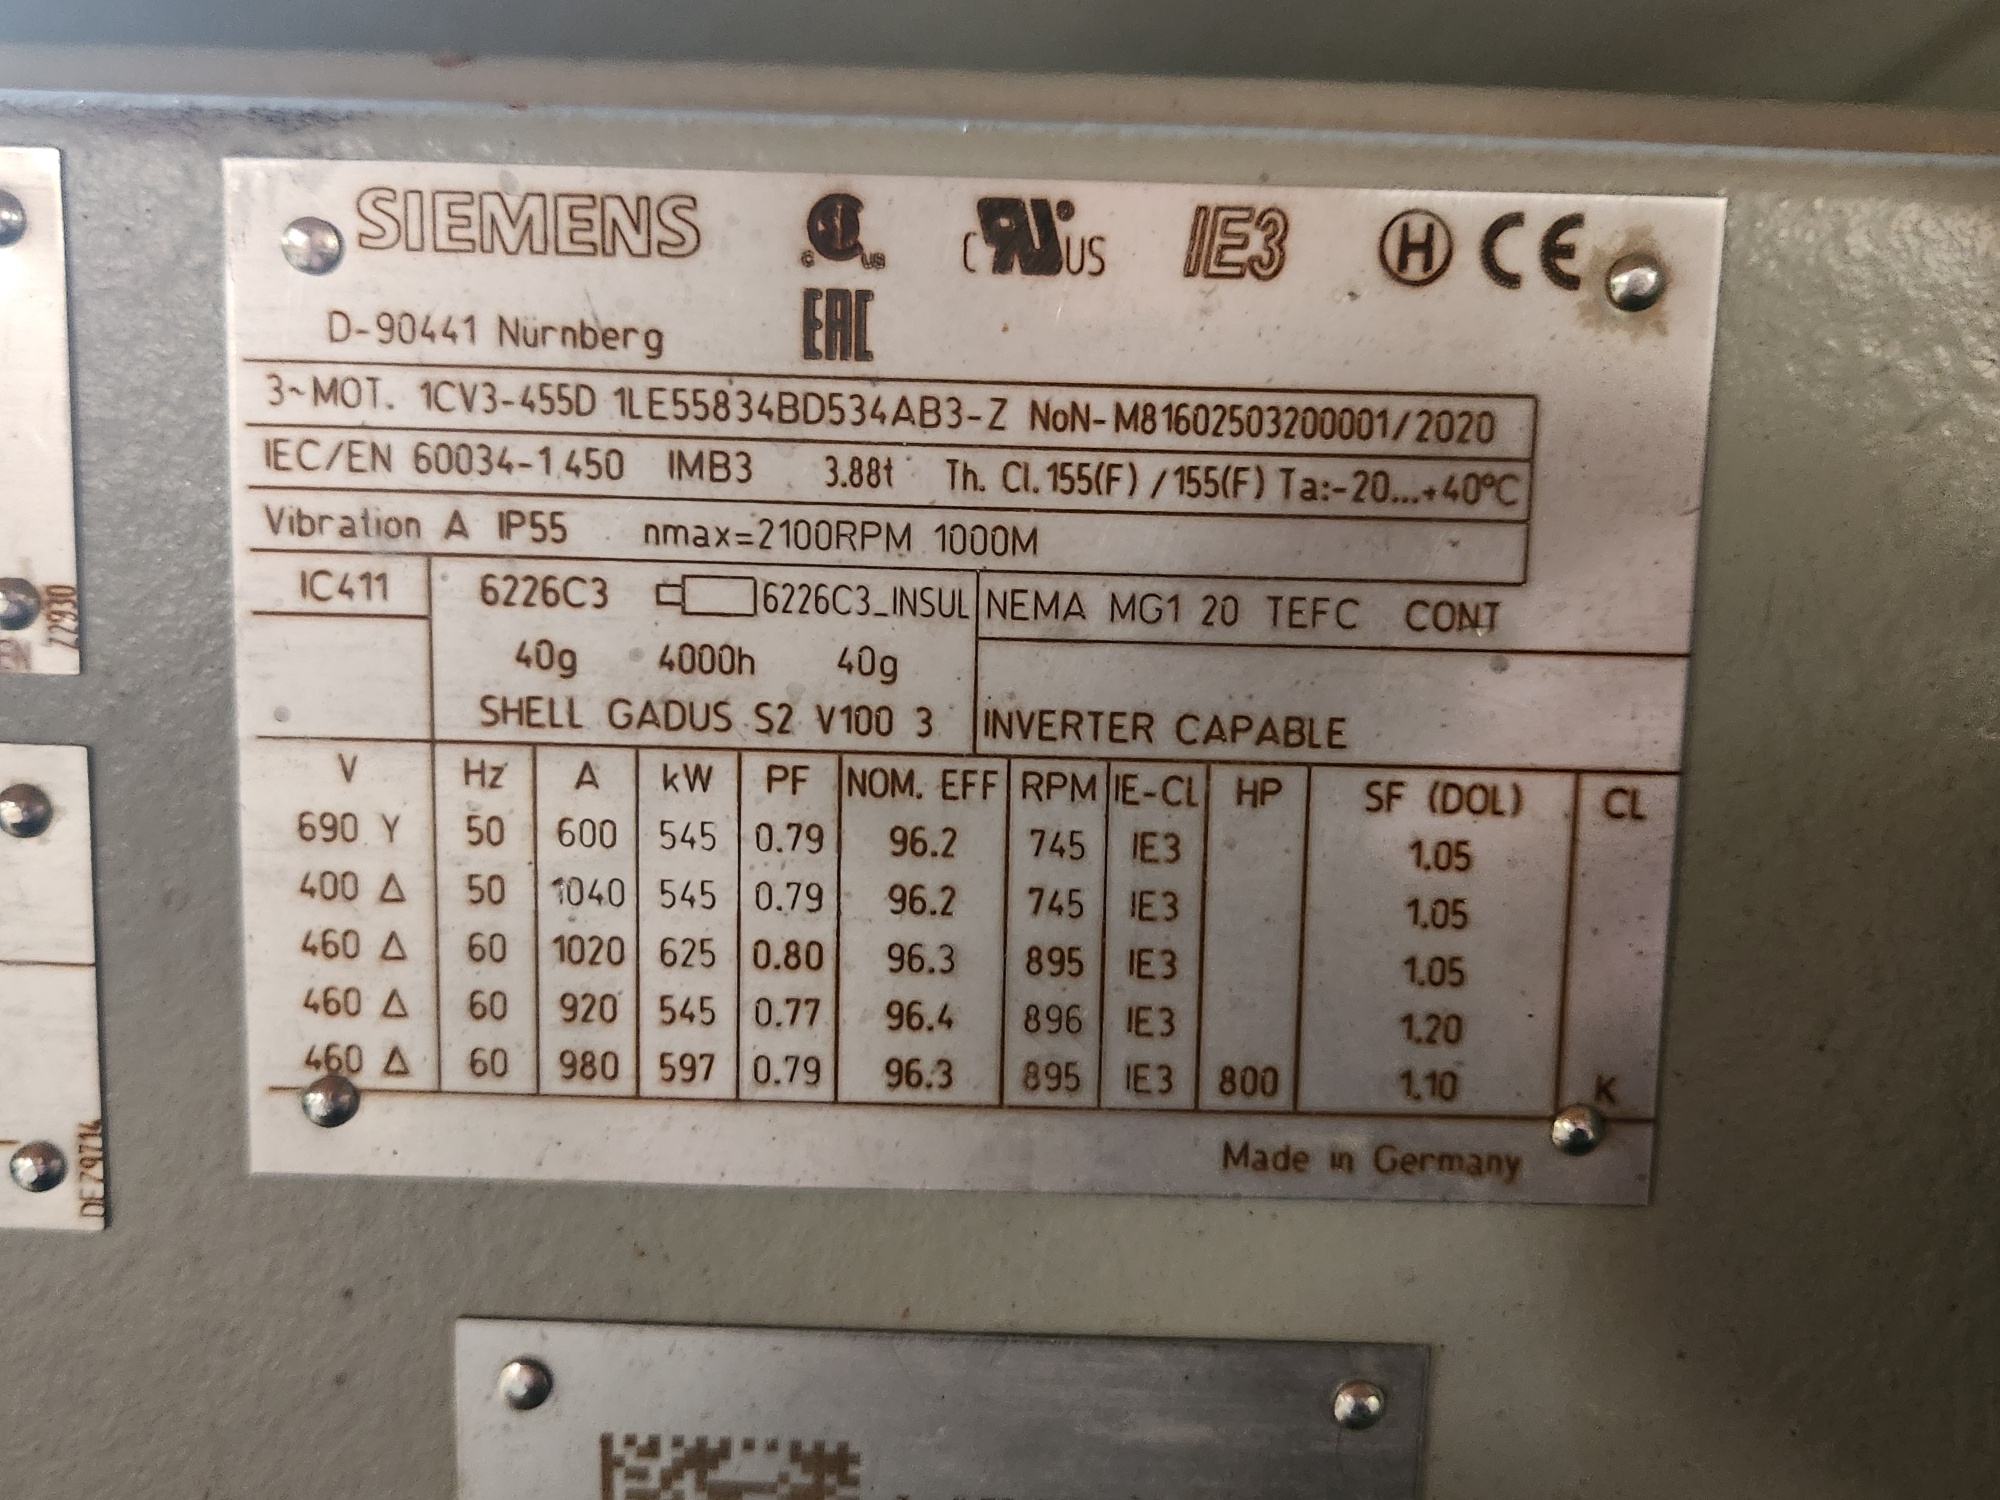 SIEMENS
c us
c RU US
IE3
H
CE
D-90441 Nürnberg
EAC
3~MOT. 1CV3-455D 1LE55834BD534AB3-Z NoN-M81602503200001/2020
IEC/EN 60034-1,450 IMB3 3.88t Th. Cl.155(F) /155(F) Ta:-20...+40°C
Vibration A IP55 nmax=2100RPM 1000M
IC411 6226C3 6226C3_INSUL NEMA MG1 20 TEFC CONT
40g 4000h 40g
SHELL GADUS S2 V100 3 INVERTER CAPABLE
V Hz A kW PF NOM. EFF RPM IE-CL HP SF (DOL) CL
690 Y 50 600 545 0.79 96.2 745 IE3 1.05
400 Δ 50 1040 545 0.79 96.2 745 IE3 1.05
460 Δ 60 1020 625 0.80 96.3 895 IE3 1.05
460 Δ 60 920 545 0.77 96.4 896 IE3 1.20
460 Δ 60 980 597 0.79 96.3 895 IE3 800 1.10 K
Made in Germany
Z2930
DEZ9714